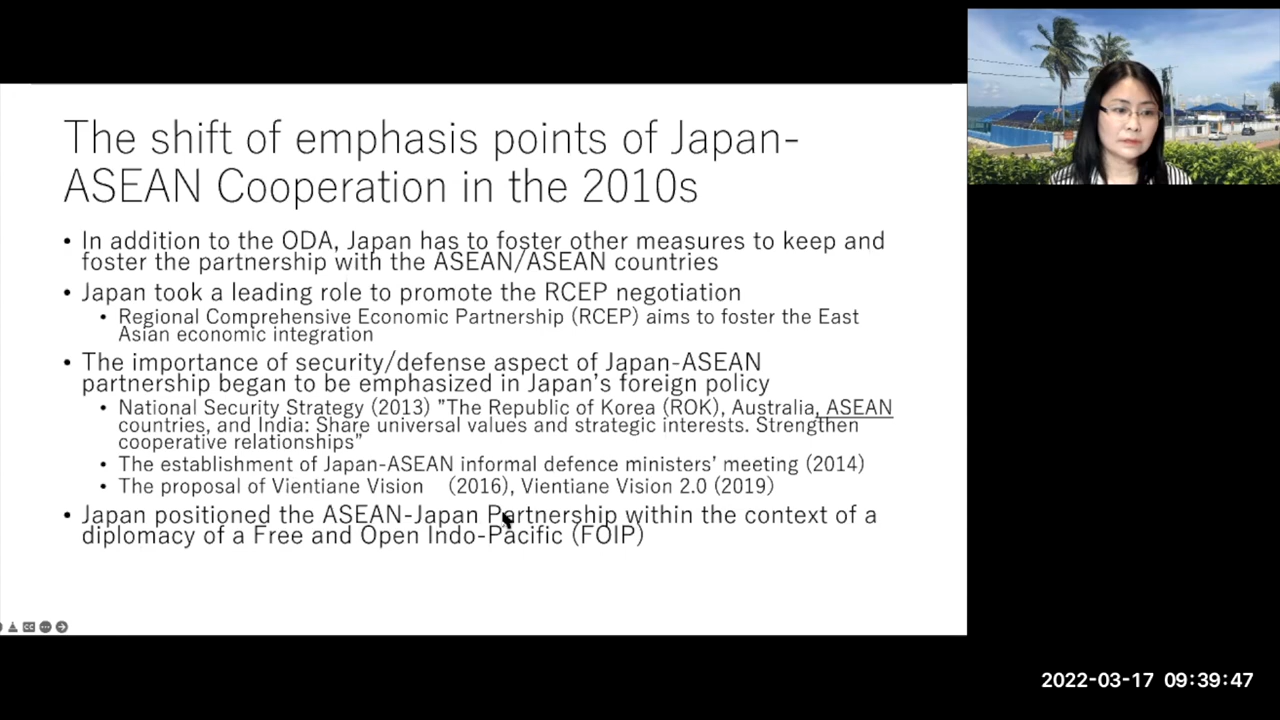 The shift of emphasis points of Japan-
ASEAN Cooperation in the 2010s
• In addition to the ODA, Japan has to foster other measures to keep and
foster the partnership with the ASEAN/ASEAN countries
• Japan took a leading role to promote the RCEP negotiation
• Regional Comprehensive Economic Partnership (RCEP) aims to foster the East
Asian economic integration
• The importance of security/defense aspect of Japan-ASEAN
partnership began to be emphasized in Japan's foreign policy
• National Security Strategy (2013) "The Republic of Korea (ROK), Australia, ASEAN
countries, and India: Share universal values and strategic interests. Strengthen
cooperative relationships"
• The establishment of Japan-ASEAN informal defence ministers' meeting (2014)
• The proposal of Vientiane Vision (2016), Vientiane Vision 2.0 (2019)
• Japan positioned the ASEAN-Japan Partnership within the context of a
diplomacy of a Free and Open Indo-Pacific (FOIP)
2022-03-17 09:39:47